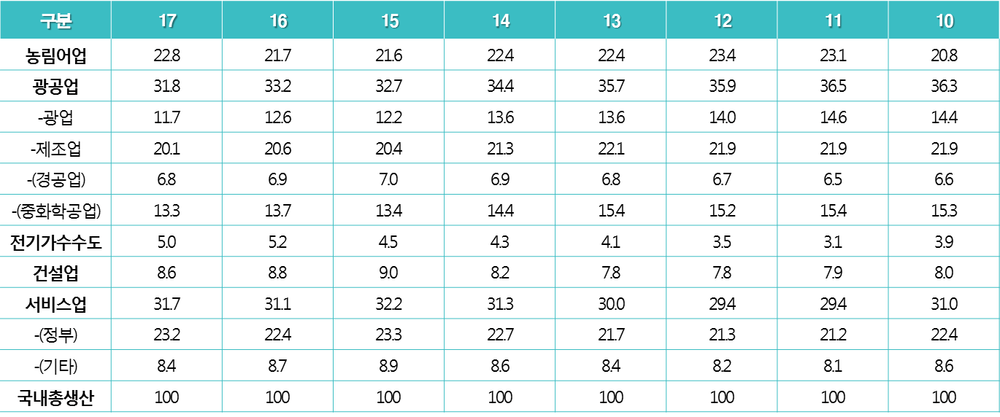 구분 17 16 15 14 13 12 11 10
농림어업 22.8 21.7 21.6 22.4 22.4 23.4 23.1 20.8
광공업 31.8 33.2 32.7 34.4 35.7 35.9 36.5 36.3
-광업 11.7 12.6 12.2 13.6 13.6 14.0 14.6 14.4
-제조업 20.1 20.6 20.4 21.3 22.1 21.9 21.9 21.9
-(경공업) 6.8 6.9 7.0 6.9 6.8 6.7 6.5 6.6
-(중화학공업) 13.3 13.7 13.4 14.4 15.4 15.2 15.4 15.3
전기가수수도 5.0 5.2 4.5 4.3 4.1 3.5 3.1 3.9
건설업 8.6 8.8 9.0 8.2 7.8 7.8 7.9 8.0
서비스업 31.7 31.1 32.2 31.3 30.0 29.4 29.4 31.0
-(정부) 23.2 22.4 23.3 22.7 21.7 21.3 21.2 22.4
-(기타) 8.4 8.7 8.9 8.6 8.4 8.2 8.1 8.6
국내총생산 100 100 100 100 100 100 100 100